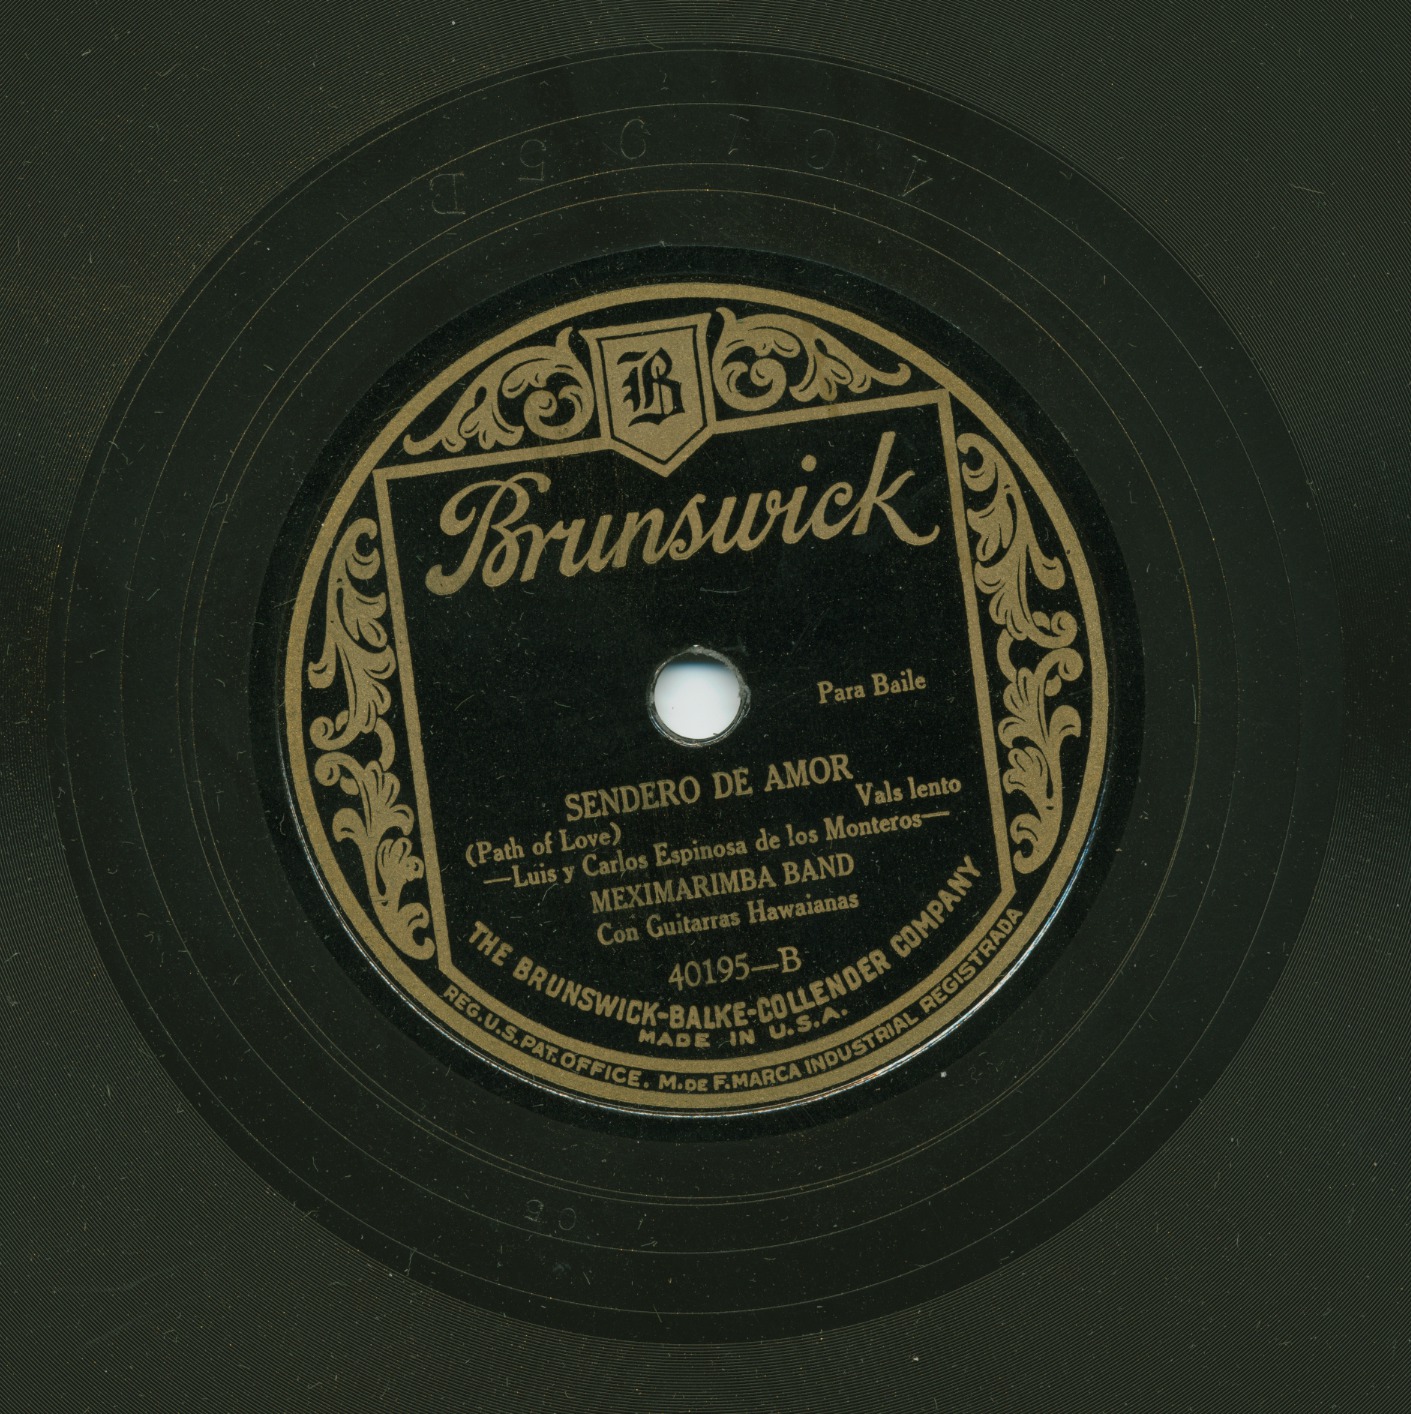 40195 B
B
Brunswick
Para Baile
SENDERO DE AMOR
Vals lento
(Path of Love)
—Luis y Carlos Espinosa de los Monteros—
MEXIMARIMBA BAND
Con Guitarras Hawaianas
40195—B
THE BRUNSWICK-BALKE-COLLENDER COMPANY
MADE IN U.S.A.
REG. U.S. PAT. OFFICE. M. DE F. MARCA INDUSTRIAL REGISTRADA